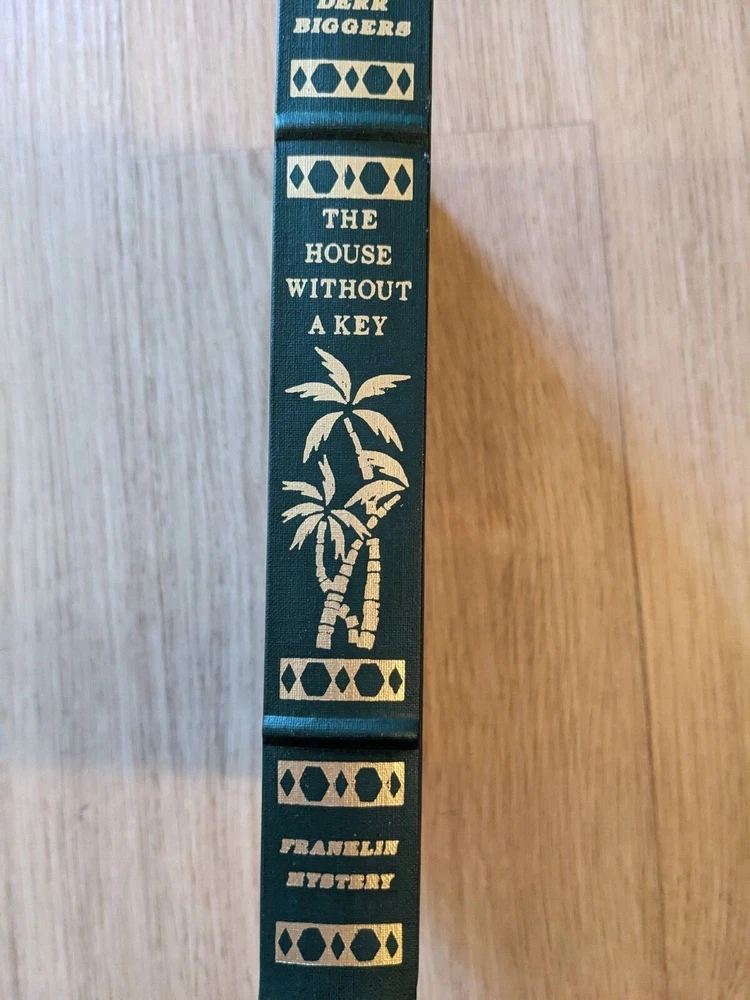 DERR
BIGGERS
THE
HOUSE
WITHOUT
A KEY
FRANKLIN
MYSTERY